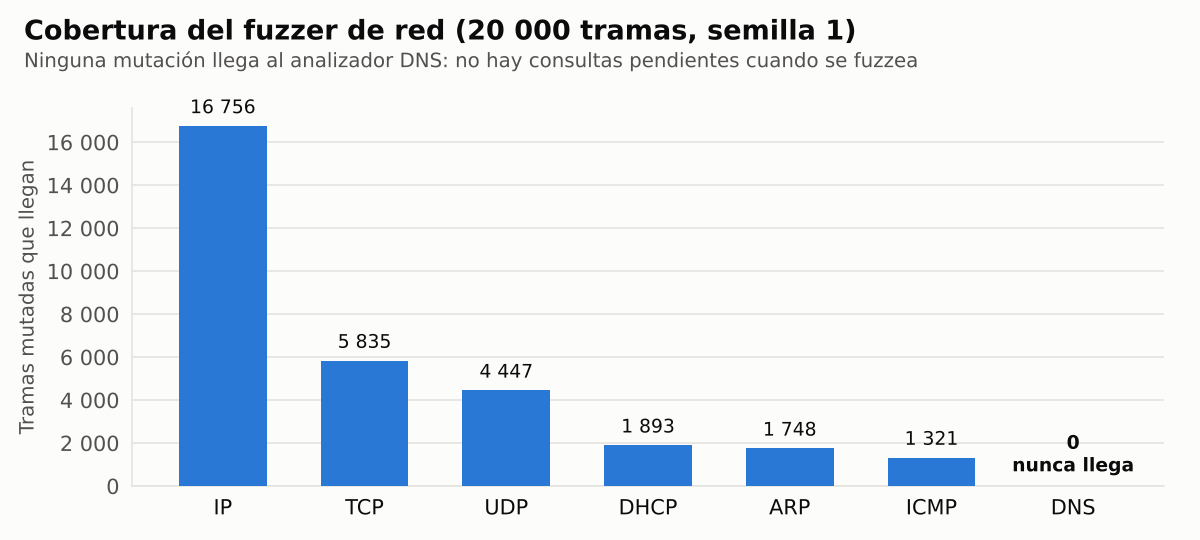 Cobertura del fuzzer de red (20 000 tramas, semilla 1)
Ninguna mutación llega al analizador DNS: no hay consultas pendientes cuando se fuzzea
Tramas mutadas que llegan
16 000
14 000
12 000
10 000
8 000
6 000
4 000
2 000
0
16 756
5 835
4 447
1 893
1 748
1 321
0
nunca llega
IP
TCP
UDP
DHCP
ARP
ICMP
DNS